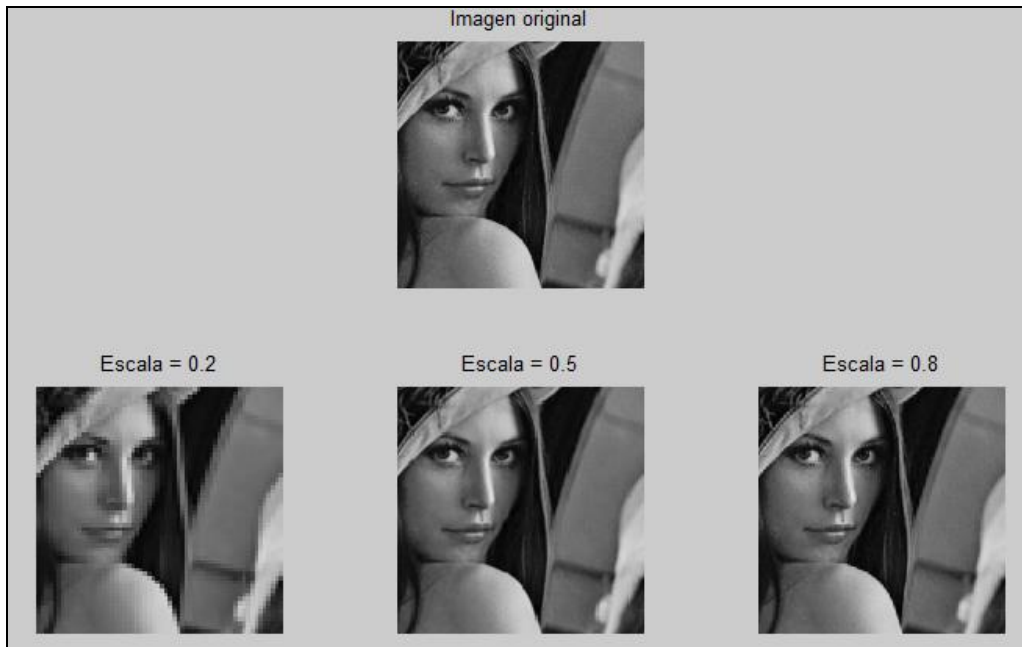 Imagen original
Escala = 0.2
Escala = 0.5
Escala = 0.8